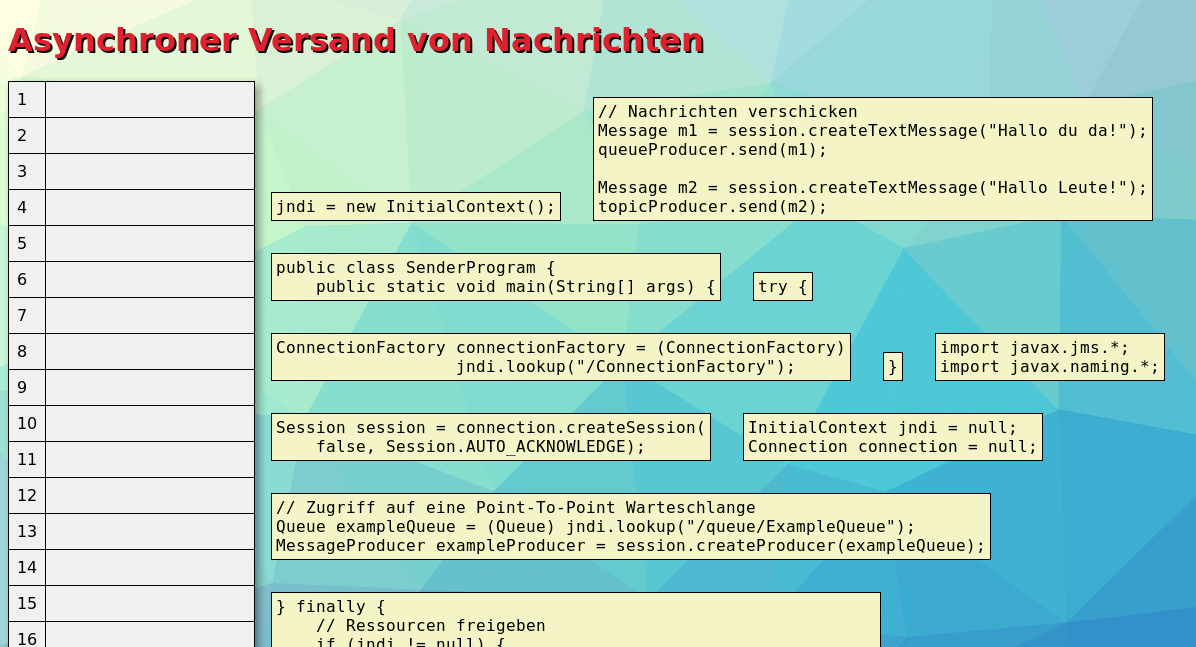 Asynchroner Versand von Nachrichten
1
2
3
4
5
6
7
8
9
10
11
12
13
14
15
16
// Nachrichten verschicken
Message m1 = session.createTextMessage("Hallo du da!");
queueProducer.send(m1);

Message m2 = session.createTextMessage("Hallo Leute!");
topicProducer.send(m2);
jndi = new InitialContext();
public class SenderProgram {
    public static void main(String[] args) {
try {
ConnectionFactory connectionFactory = (ConnectionFactory)
                  jndi.lookup("/ConnectionFactory");
}
import javax.jms.*;
import javax.naming.*;
Session session = connection.createSession(
    false, Session.AUTO_ACKNOWLEDGE);
InitialContext jndi = null;
Connection connection = null;
// Zugriff auf eine Point-To-Point Warteschlange
Queue exampleQueue = (Queue) jndi.lookup("/queue/ExampleQueue");
MessageProducer exampleProducer = session.createProducer(exampleQueue);
} finally {
    // Ressourcen freigeben
    if (jndi != null) {